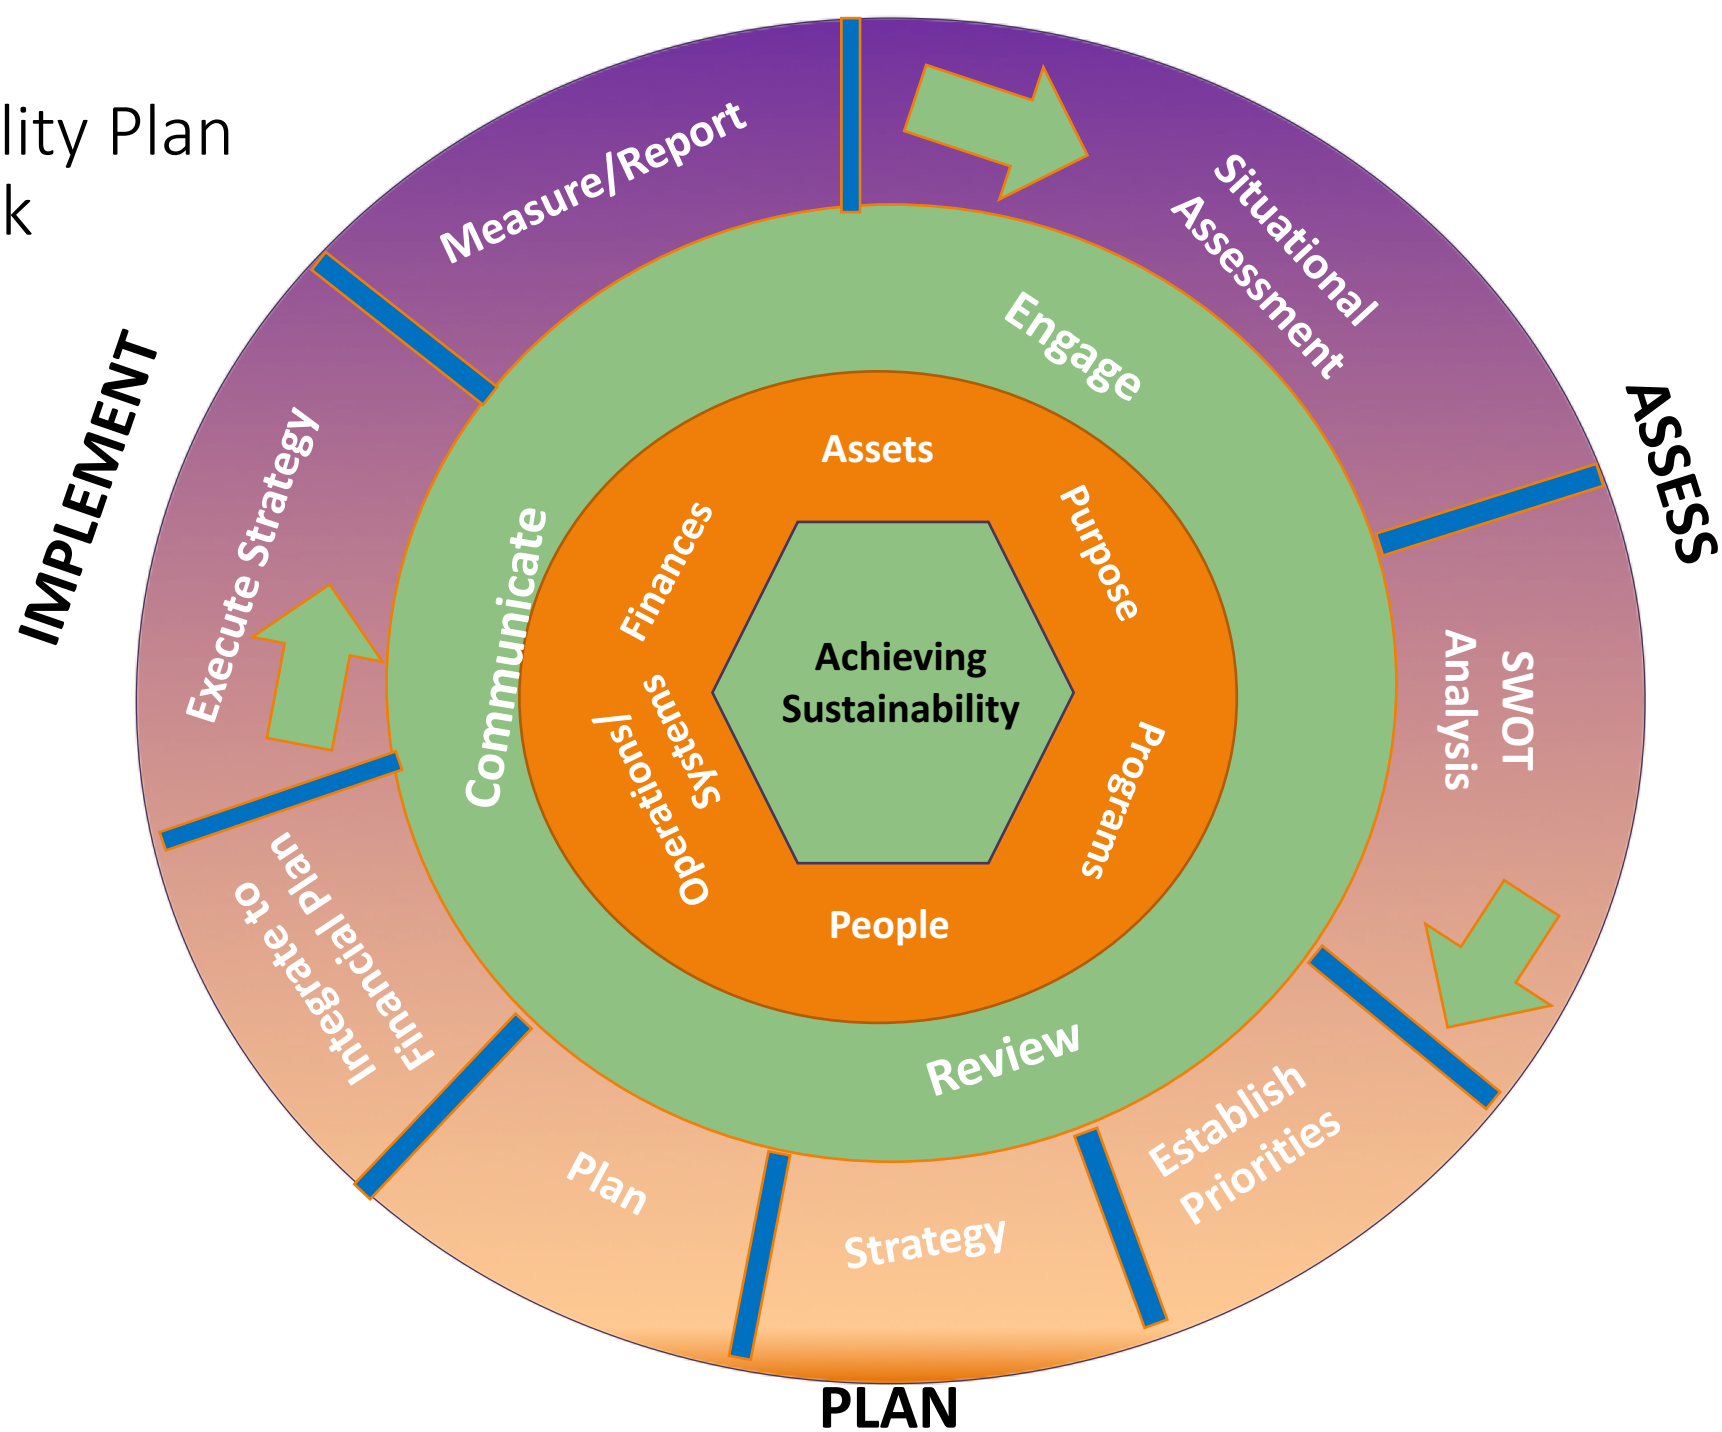 lity Plan
k
IMPLEMENT
ASSESS
PLAN
Measure/Report
Situational
Assessment
SWOT
Analysis
Establish
Priorities
Strategy
Plan
Integrate to
Financial Plan
Execute Strategy
Engage
Review
Communicate
Assets
Purpose
Programs
People
Operations/
Systems
Finances
Achieving
Sustainability